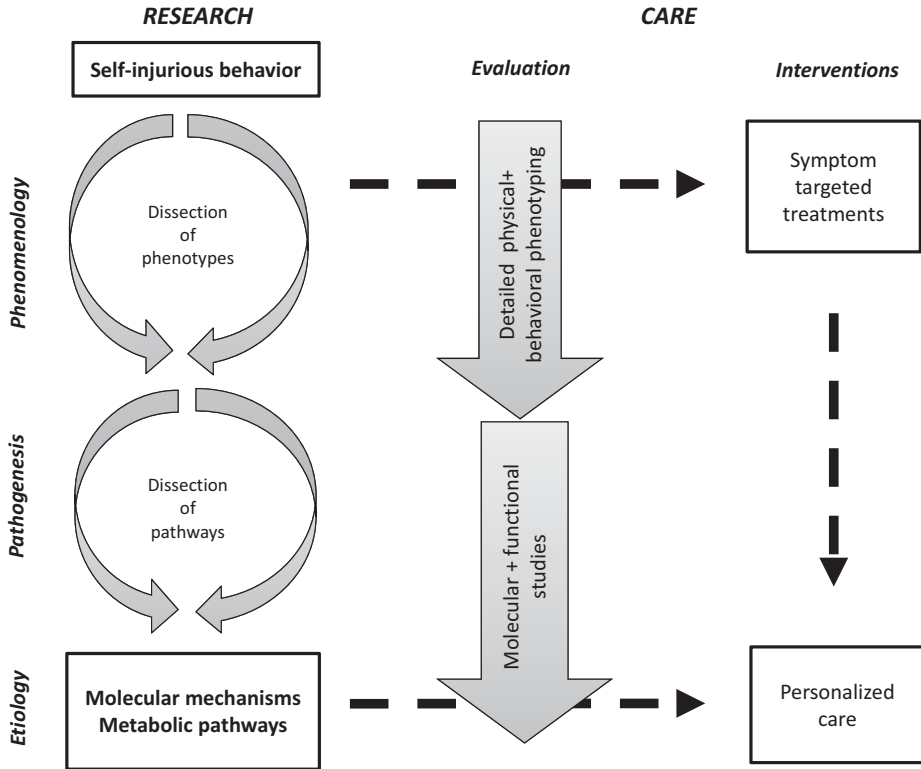 RESEARCH
CARE
Self-injurious behavior
Evaluation
Interventions
Phenomenology
Dissection
of
phenotypes
Detailed physical+
behavioral phenotyping
Symptom
targeted
treatments
Pathogenesis
Dissection
of
pathways
Molecular + functional
studies
Etiology
Molecular mechanisms
Metabolic pathways
Personalized
care